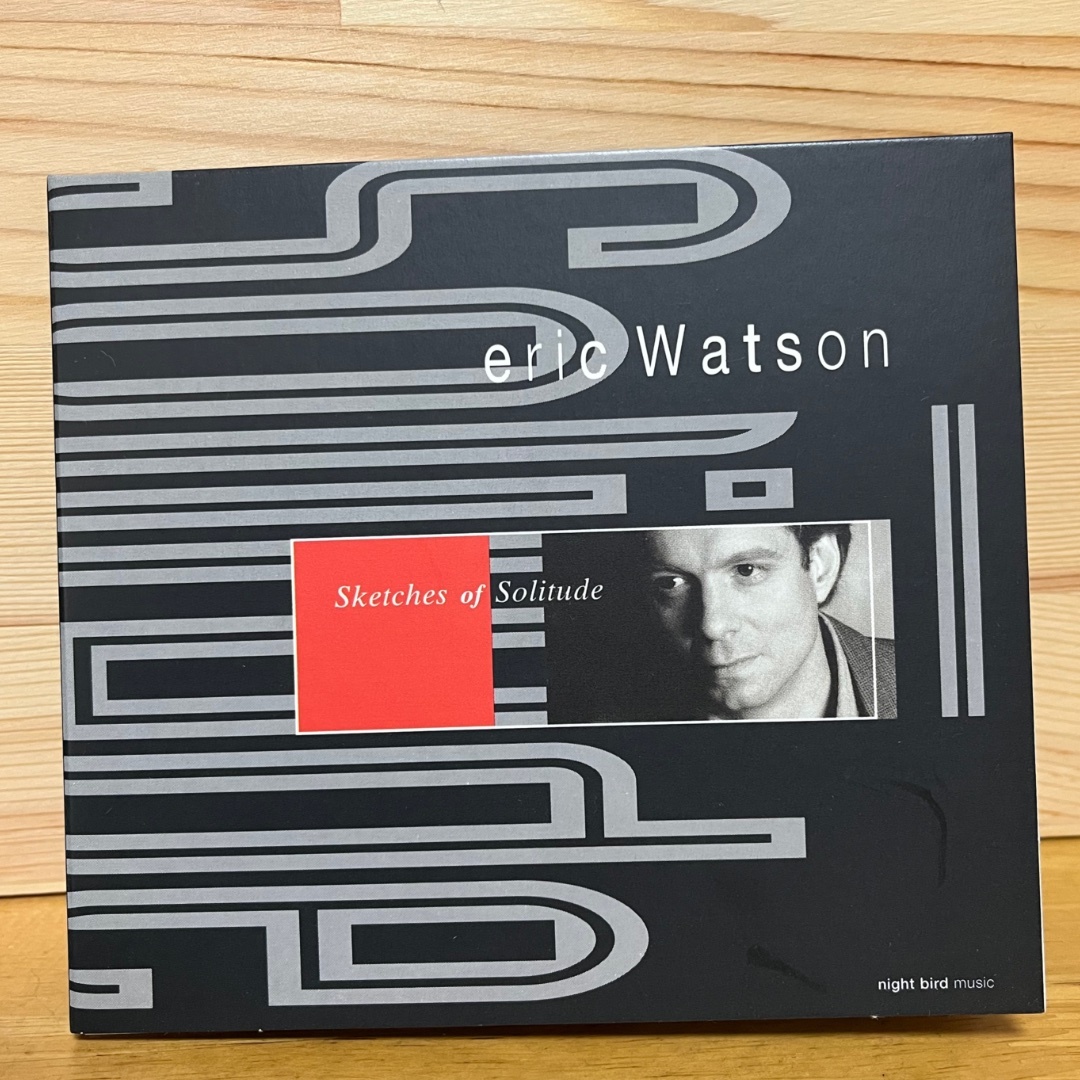 eric Watson
Sketches of Solitude
night bird music